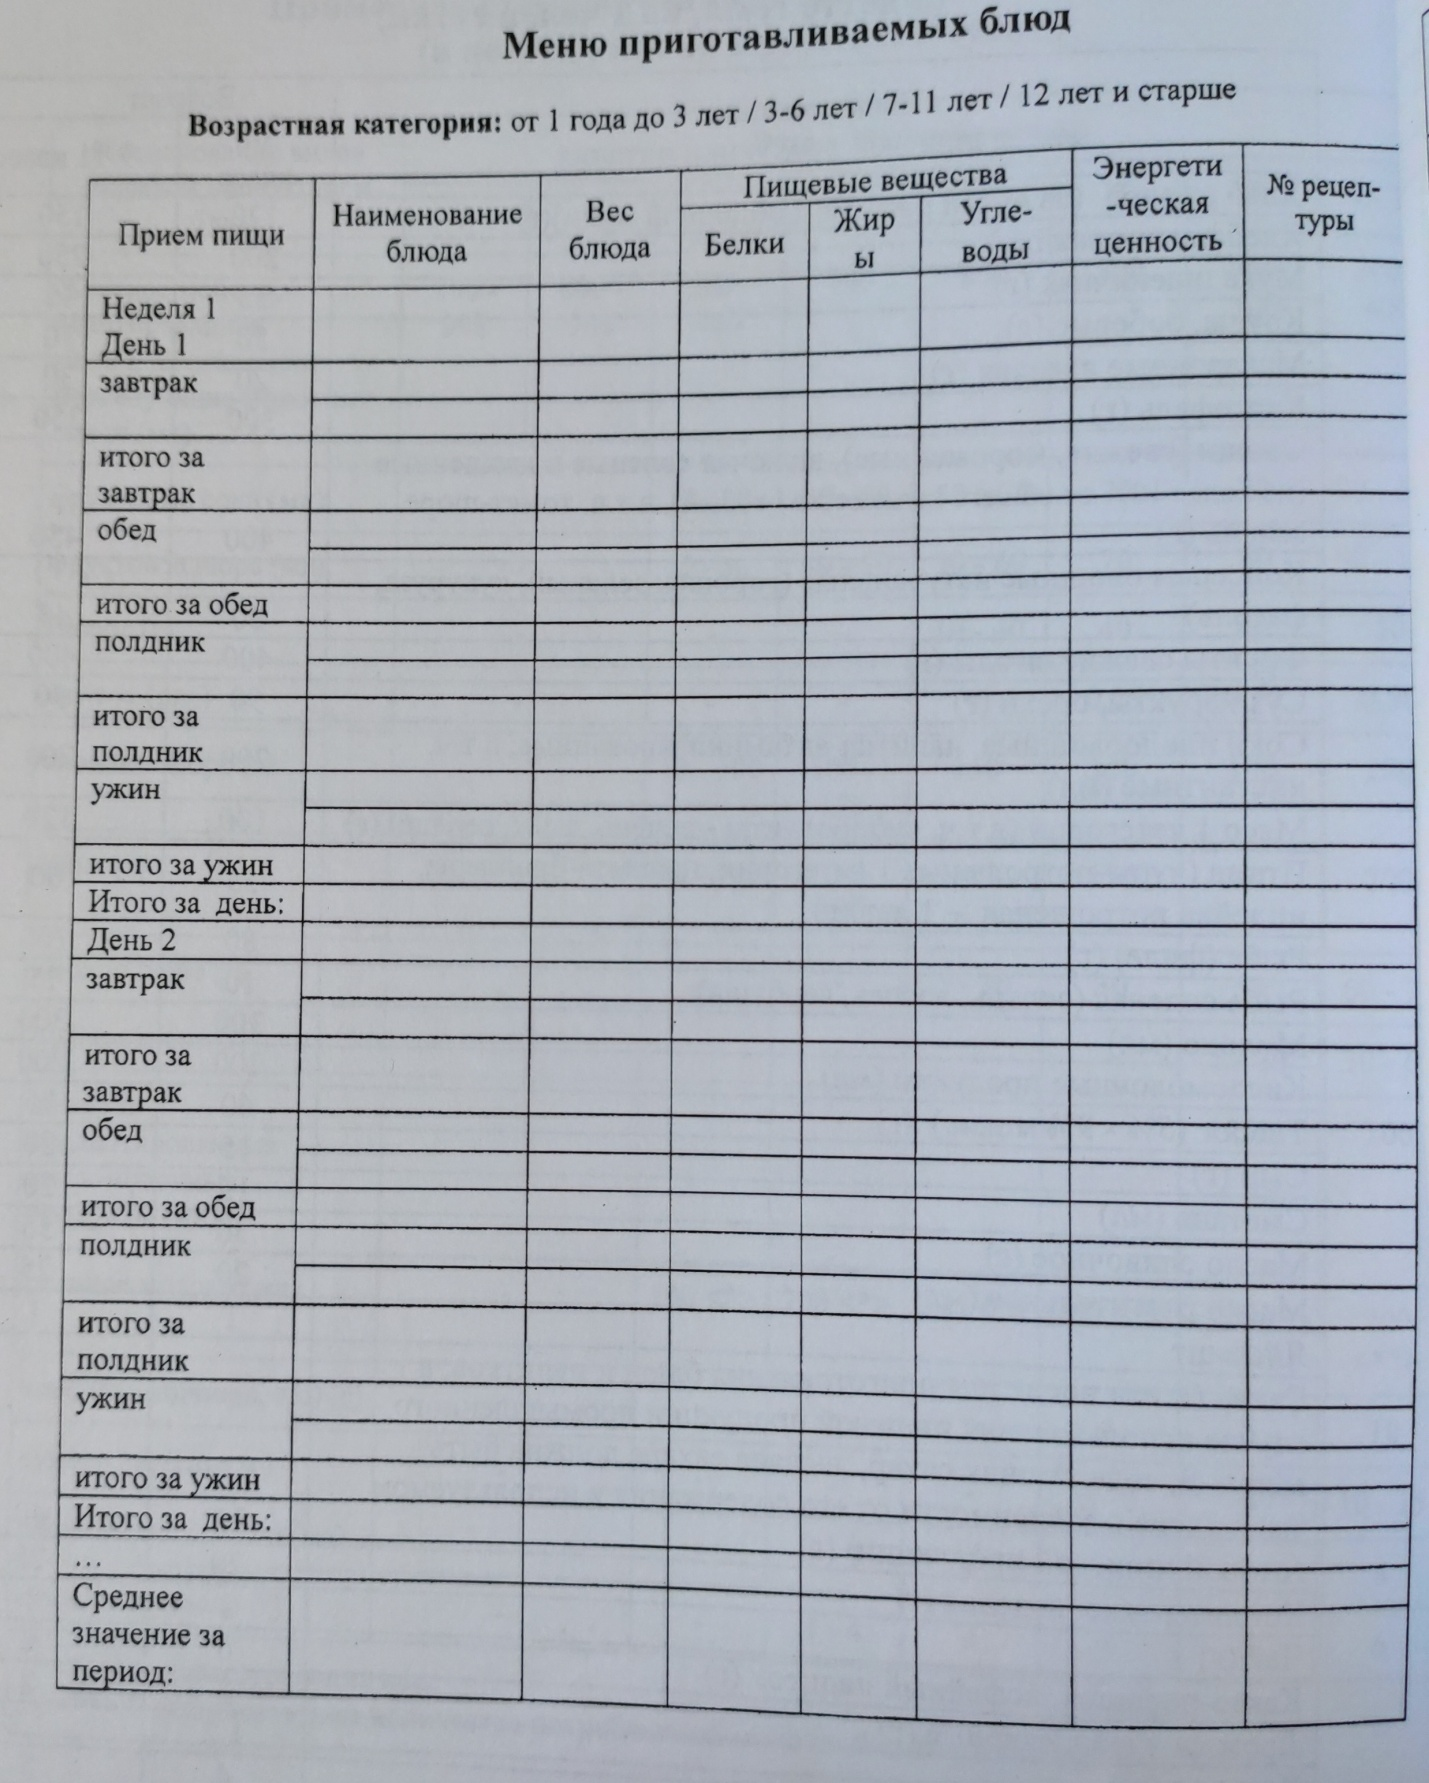 Меню приготавливаемых блюд
Возрастная категория: от 1 года до 3 лет / 3-6 лет / 7-11 лет / 12 лет и старше
Прием пищи
Наименование
блюда
Вес
блюда
Пищевые вещества
Белки
Жир
ы
Угле-
воды
Энергети
-ческая
ценность
№ рецеп-
туры
Неделя 1
День 1
завтрак
итого за
завтрак
обед
итого за обед
полдник
итого за
полдник
ужин
итого за ужин
Итого за день:
День 2
завтрак
итого за
завтрак
обед
итого за обед
полдник
итого за
полдник
ужин
итого за ужин
Итого за день:
...
Среднее
значение за
период: